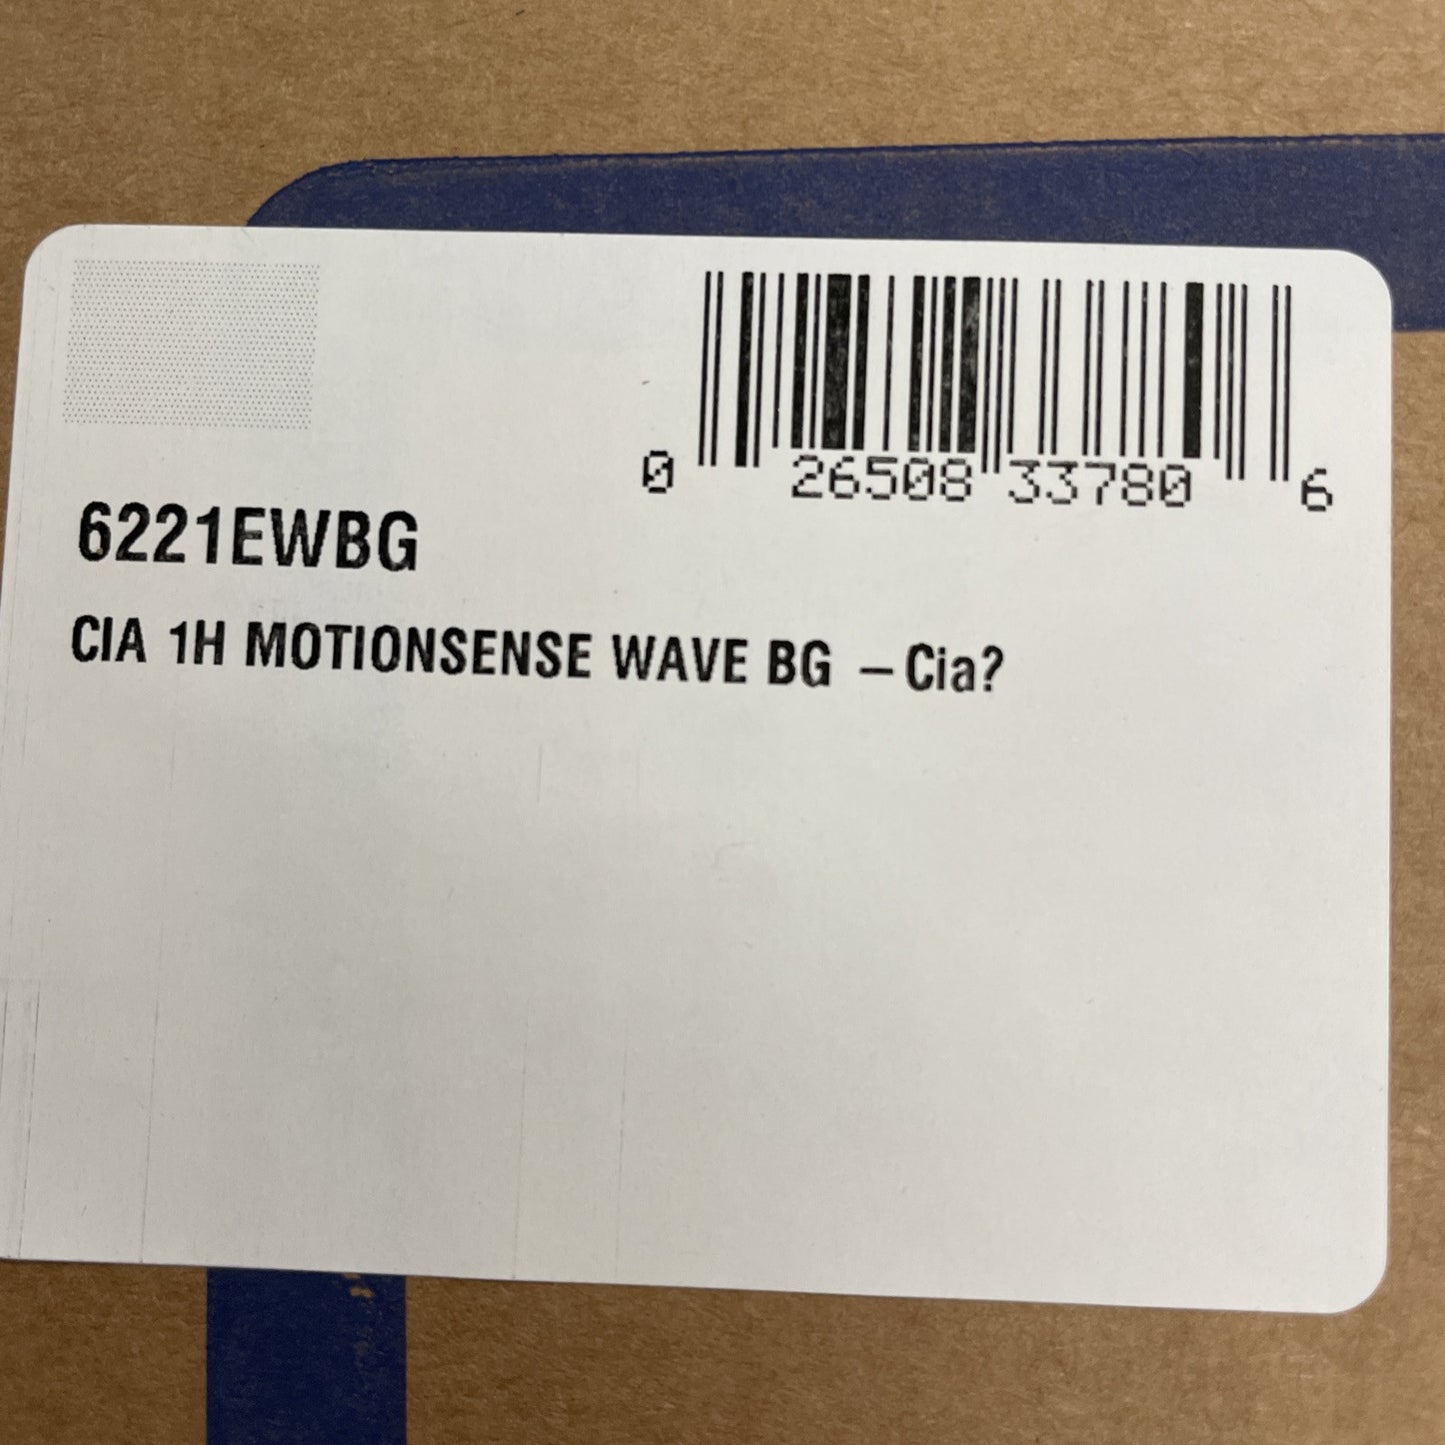 0 26508 33780 6
6221EWBG
CIA 1H MOTIONSENSE WAVE BG – Cia?